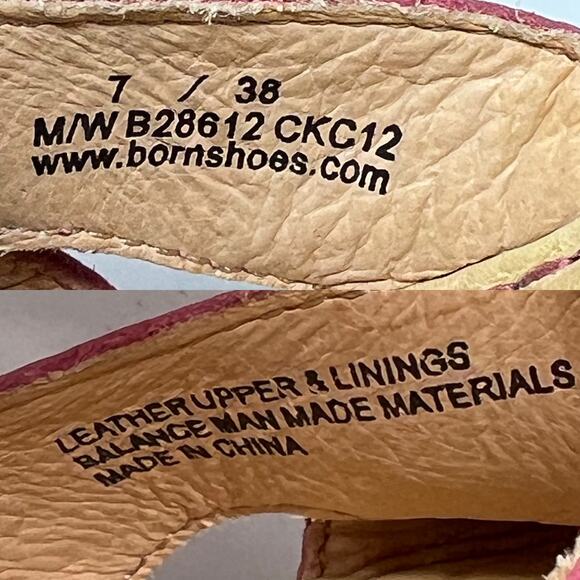 7 / 38
M/W B28612 CKC12
www.bornshoes.com
LEATHER UPPER & LININGS
BALANCE MAN MADE MATERIALS
MADE IN CHINA